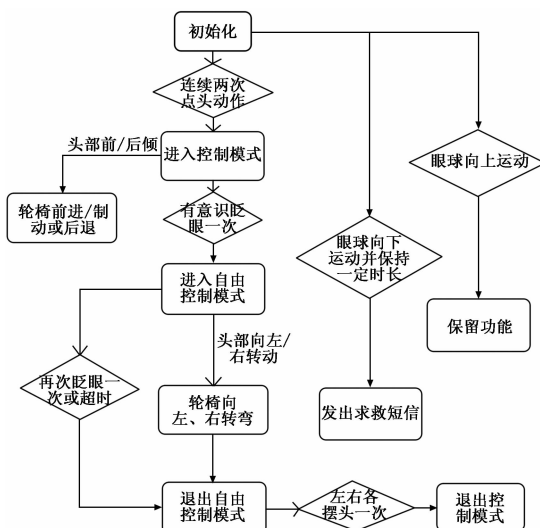 初始化
连续两次
点头动作
头部前/后倾
进入控制模式
眼球向上运动
轮椅前进/制
动或后退
有意识眨
眼一次
眼球向下
运动并保持
一定时长
进入自由
控制模式
保留功能
头部向左/
右转动
再次眨眼一
次或超时
轮椅向
左、右转弯
发出求救短信
退出自由
控制模式
左右各
摆头一次
退出控
制模式